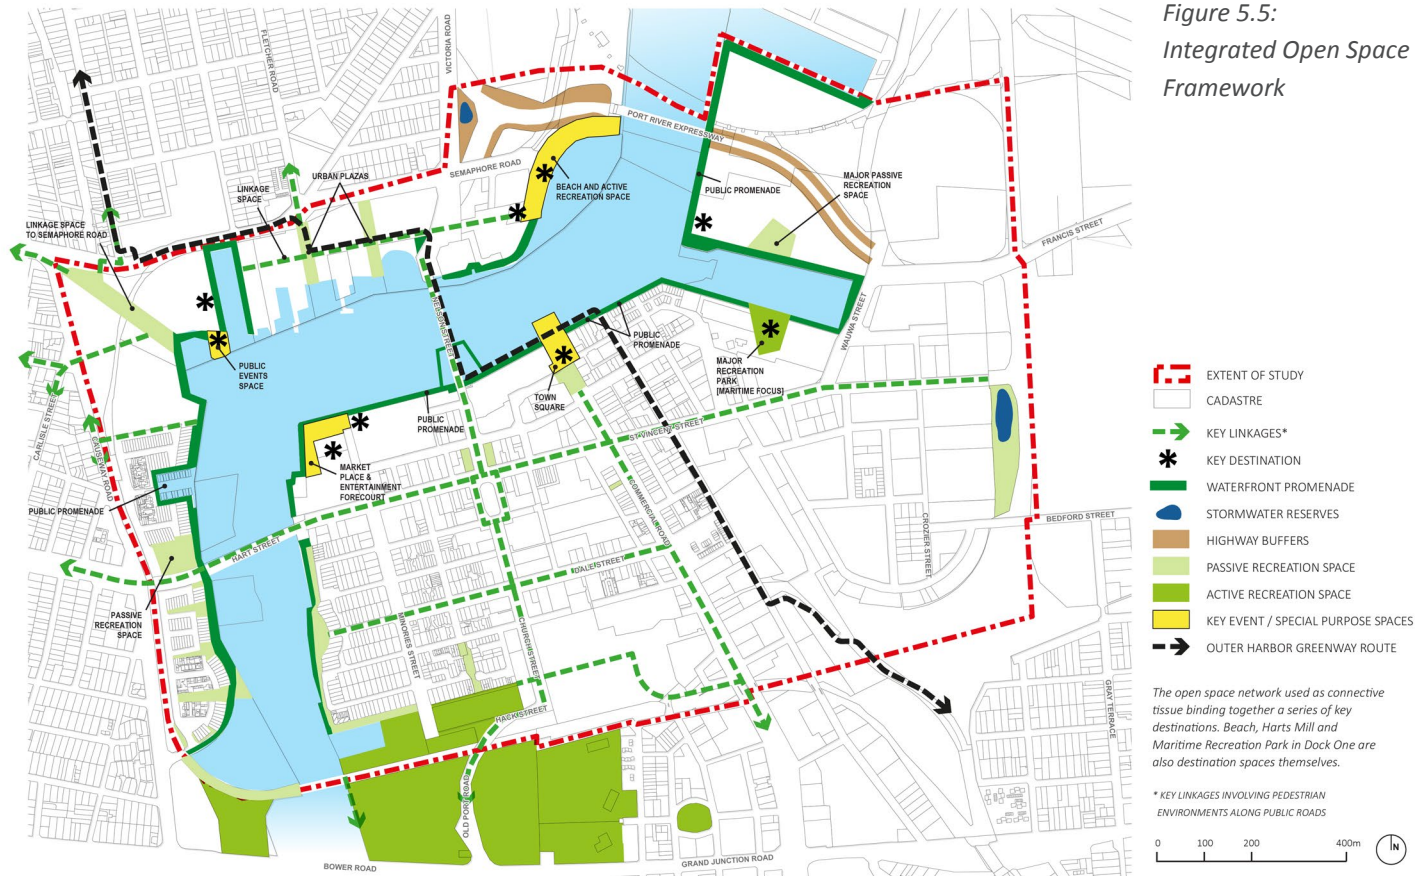 Figure 5.5:
Integrated Open Space
Framework
FLETCHER ROAD
VICTORIA ROAD
PORT RIVER EXPRESSWAY
SEMAPHORE ROAD
URBAN PLAZAS
LINKAGE
SPACE
BEACH AND ACTIVE
RECREATION SPACE
PUBLIC PROMENADE
MAJOR PASSIVE
RECREATION
SPACE
LINKAGE SPACE
TO SEMAPHORE ROAD
FRANCIS STREET
NELSON STREET
WAUWA STREET
PUBLIC
EVENTS
SPACE
PUBLIC
PROMENADE
MAJOR
RECREATION
PARK
[MARITIME FOCUS]
TOWN
SQUARE
PUBLIC
PROMENADE
CARLISLE STREET
CAUSEWAY ROAD
ST VINCENT STREET
MARKET
PLACE &
ENTERTAINMENT
FORECOURT
PUBLIC PROMENADE
COMMERCIAL ROAD
BEDFORD STREET
CROZIER STREET
HART STREET
DALE STREET
PASSIVE
RECREATION
SPACE
MINORIES STREET
CHURCH STREET
GRAY TERRACE
HACK STREET
OLD PORT ROAD
BOWER ROAD
GRAND JUNCTION ROAD
EXTENT OF STUDY
CADASTRE
KEY LINKAGES*
KEY DESTINATION
WATERFRONT PROMENADE
STORMWATER RESERVES
HIGHWAY BUFFERS
PASSIVE RECREATION SPACE
ACTIVE RECREATION SPACE
KEY EVENT / SPECIAL PURPOSE SPACES
OUTER HARBOR GREENWAY ROUTE
The open space network used as connective
tissue binding together a series of key
destinations. Beach, Harts Mill and
Maritime Recreation Park in Dock One are
also destination spaces themselves.
* KEY LINKAGES INVOLVING PEDESTRIAN
ENVIRONMENTS ALONG PUBLIC ROADS
0 100 200 400m
N